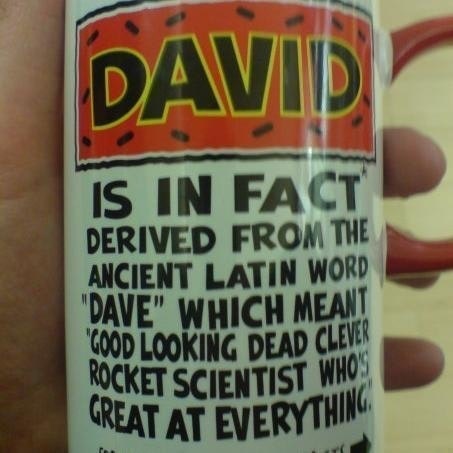 DAVID
IS IN FACT
DERIVED FROM THE
ANCIENT LATIN WORD
"DAVE" WHICH MEANT
"GOOD LOOKING DEAD CLEVER
ROCKET SCIENTIST WHO'S
GREAT AT EVERYTHING."